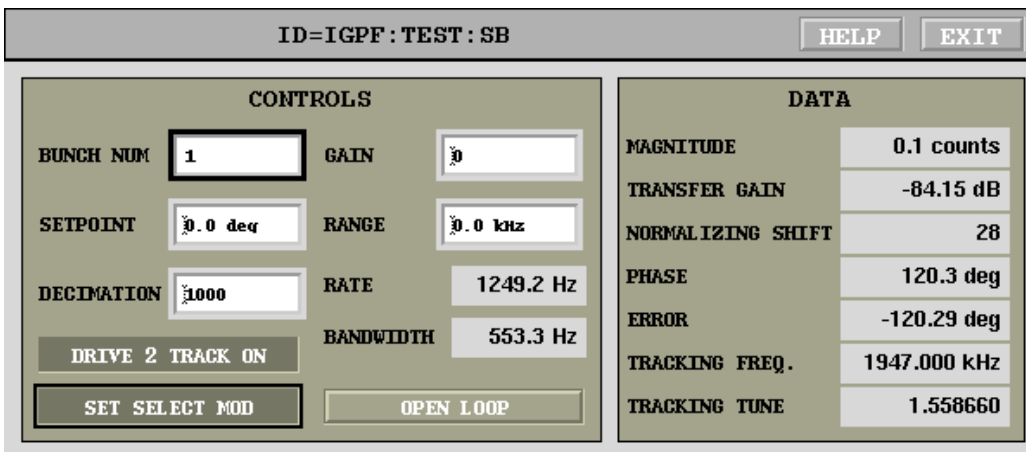 ID=IGPF:TEST:SB
HELP
EXIT
CONTROLS
BUNCH NUM 1 GAIN 0
SETPOINT 0.0 deg RANGE 0.0 kHz
DECIMATION 1000 RATE 1249.2 Hz
BANDWIDTH 553.3 Hz
DRIVE 2 TRACK ON
SET SELECT MOD
OPEN LOOP
DATA
MAGNITUDE 0.1 counts
TRANSFER GAIN -84.15 dB
NORMALIZING SHIFT 28
PHASE 120.3 deg
ERROR -120.29 deg
TRACKING FREQ. 1947.000 kHz
TRACKING TUNE 1.558660